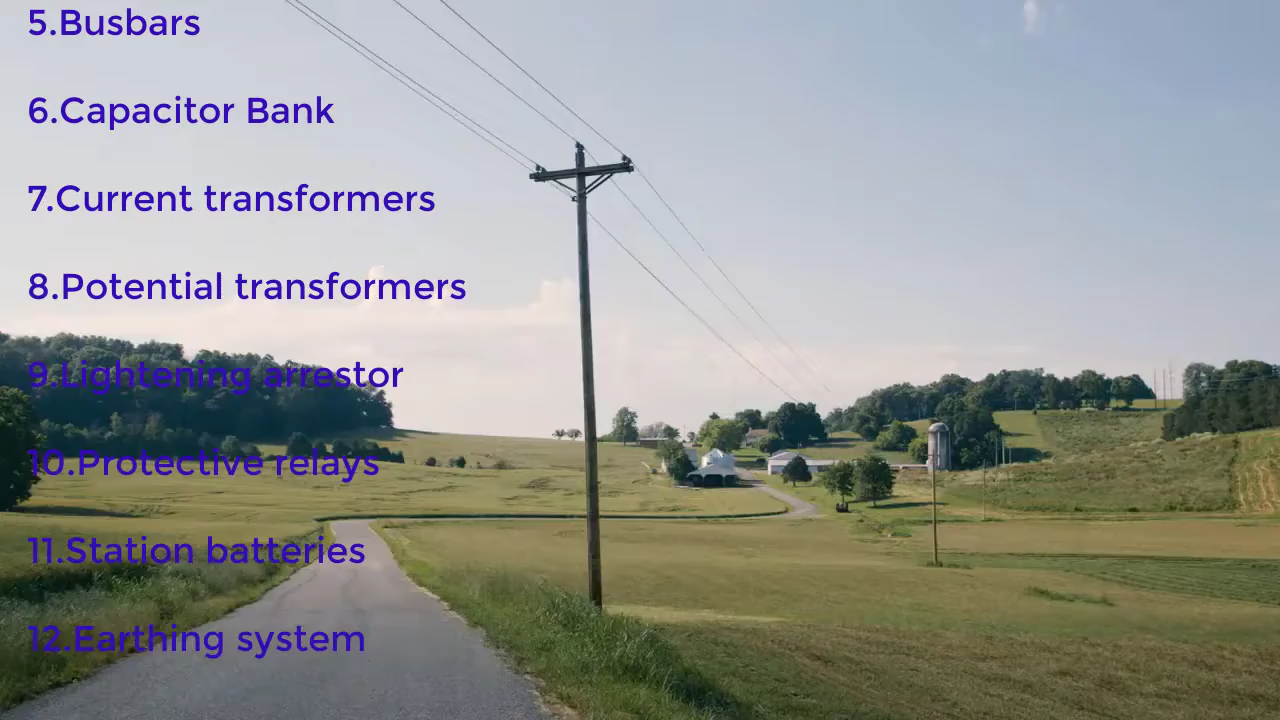 5.Busbars
6.Capacitor Bank
7.Current transformers
8.Potential transformers
9.Lightening arrestor
10.Protective relays
11.Station batteries
12.Earthing system